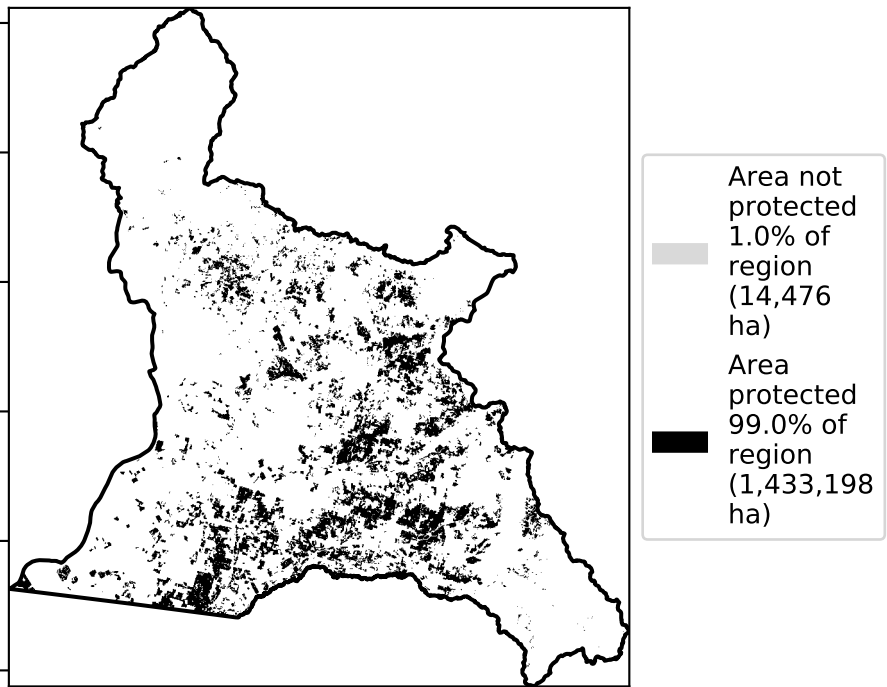 Area not
protected
1.0% of
region
(14,476
ha)
Area
protected
99.0% of
region
(1,433,198
ha)